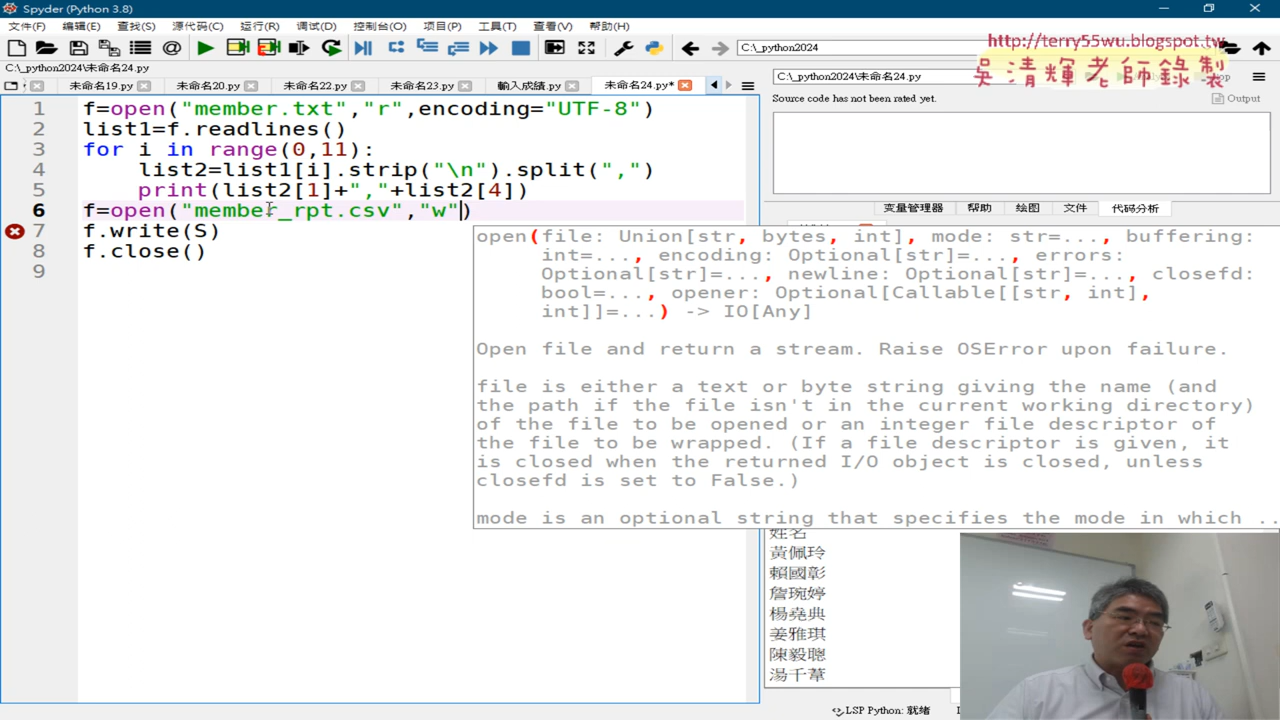 Spyder (Python 3.8)
文件(F) 编辑(E) 查找(S) 源代码(C) 运行(R) 调试(D) 控制台(O) 项目(P) 工具(T) 查看(V) 帮助(H)
C:\_python2024
http://terry55wu.blogspot.tw
吳清輝老師錄製
C:\_python2024\未命名24.py
未命名19.py 未命名20.py 未命名22.py 未命名23.py 輸入成績.py 未命名24.py*
C:\_python2024\未命名24.py
Source code has not been rated yet.
Output
1 f=open("member.txt","r",encoding="UTF-8")
2 list1=f.readlines()
3 for i in range(0,11):
4 list2=list1[i].strip("\n").split(",")
5 print(list2[1]+","+list2[4])
6 f=open("member_rpt.csv","w")
7 f.write(S)
8 f.close()
9
变量管理器 帮助 绘图 文件 代码分析
open(file: Union[str, bytes, int], mode: str=..., buffering:
int=..., encoding: Optional[str]=..., errors:
Optional[str]=..., newline: Optional[str]=..., closefd:
bool=..., opener: Optional[Callable[[str, int],
int]]=...) -> IO[Any]
Open file and return a stream. Raise OSError upon failure.
file is either a text or byte string giving the name (and
the path if the file isn't in the current working directory)
of the file to be opened or an integer file descriptor of
the file to be wrapped. (If a file descriptor is given, it
is closed when the returned I/O object is closed, unless
closefd is set to False.)
mode is an optional string that specifies the mode in which ..
姓名
黃佩玲
賴國彰
詹琬婷
楊堯典
姜雅琪
陳毅聰
湯千葦
LSP Python: 就绪